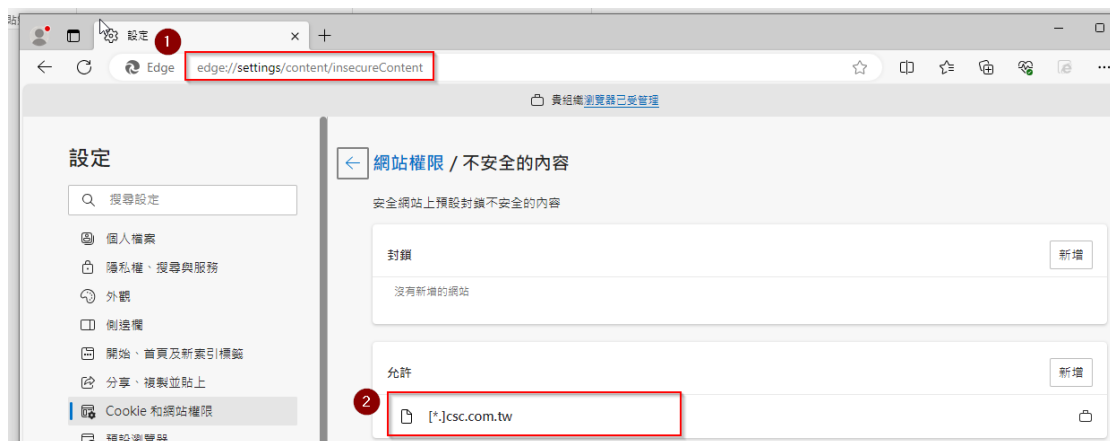 設定
1
Edge edge://settings/content/insecureContent
貴組織瀏覽器已受管理
設定
搜尋設定
個人檔案
隱私權、搜尋與服務
外觀
側邊欄
開始、首頁及新索引標籤
分享、複製並貼上
Cookie 和網站權限
預設瀏覽器
網站權限 / 不安全的內容
安全網站上預設封鎖不安全的內容
封鎖
新增
沒有新增的網站
允許
新增
2
[*.]csc.com.tw